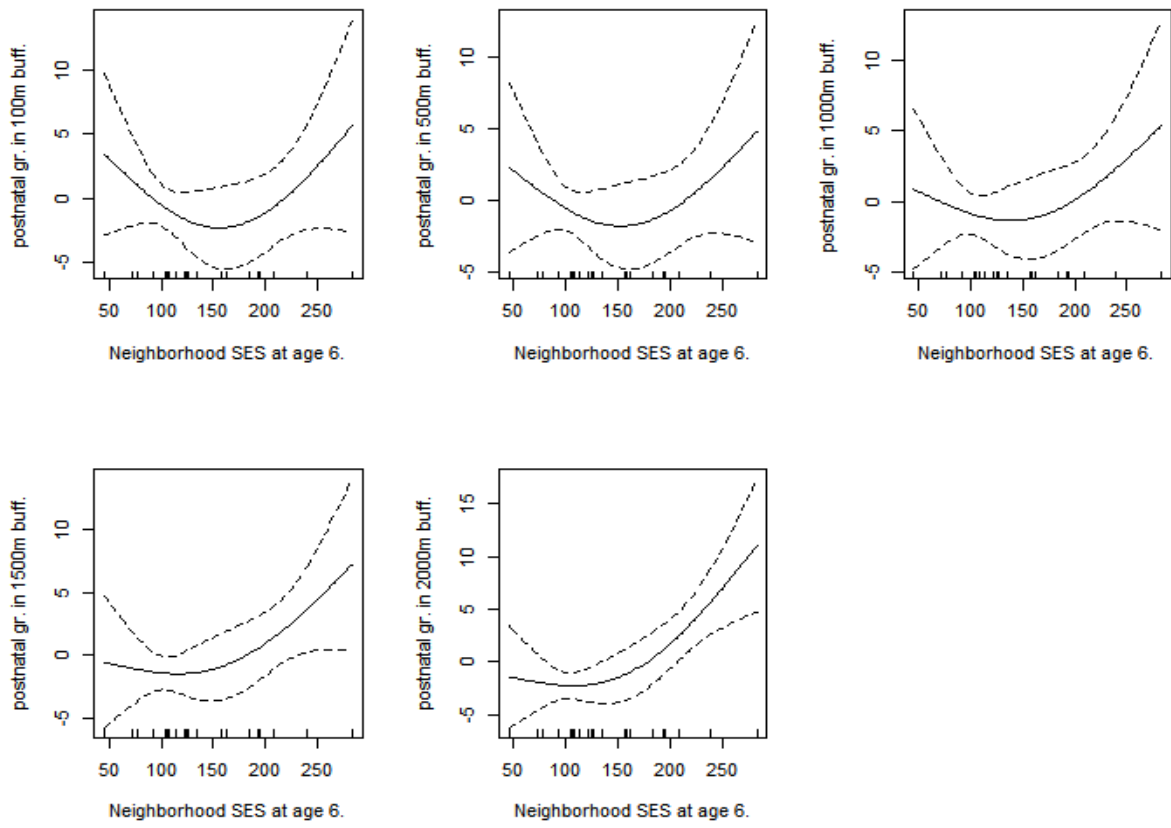 postnatal gr. in 100m buff.
10
5
0
-5
50 100 150 200 250
Neighborhood SES at age 6.
postnatal gr. in 500m buff.
10
5
0
-5
50 100 150 200 250
Neighborhood SES at age 6.
postnatal gr. in 1000m buff.
10
5
0
-5
50 100 150 200 250
Neighborhood SES at age 6.
postnatal gr. in 1500m buff.
10
5
0
-5
50 100 150 200 250
Neighborhood SES at age 6.
postnatal gr. in 2000m buff.
15
10
5
0
-5
50 100 150 200 250
Neighborhood SES at age 6.